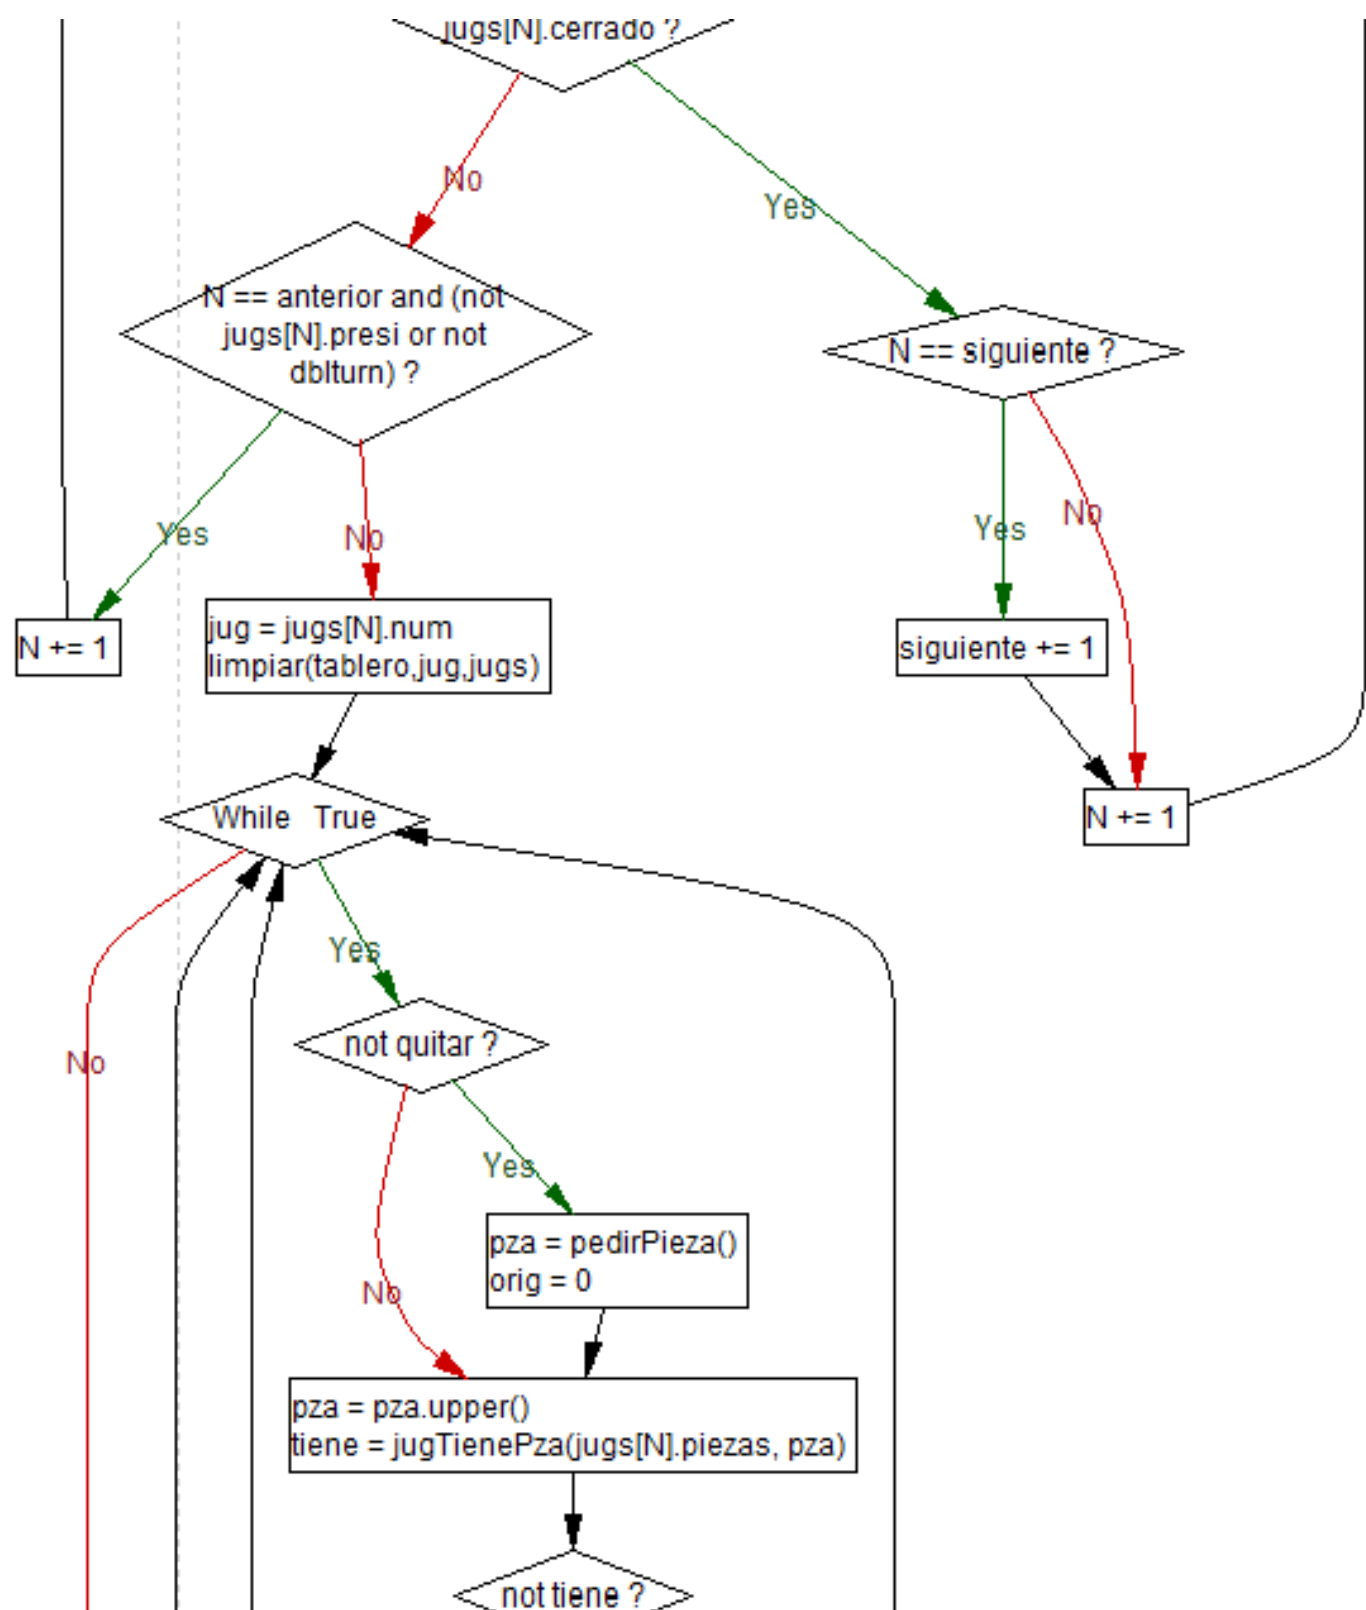 jugs[N].cerrado ?
No
Yes
N == anterior and (not
jugs[N].presi or not
dblturn) ?
N == siguiente ?
Yes
No
Yes
No
N += 1
jug = jugs[N].num
limpiar(tablero,jug,jugs)
siguiente += 1
N += 1
While   True
Yes
No
not quitar ?
Yes
No
pza = pedirPieza()
orig = 0
pza = pza.upper()
tiene = jugTienePza(jugs[N].piezas, pza)
not tiene ?